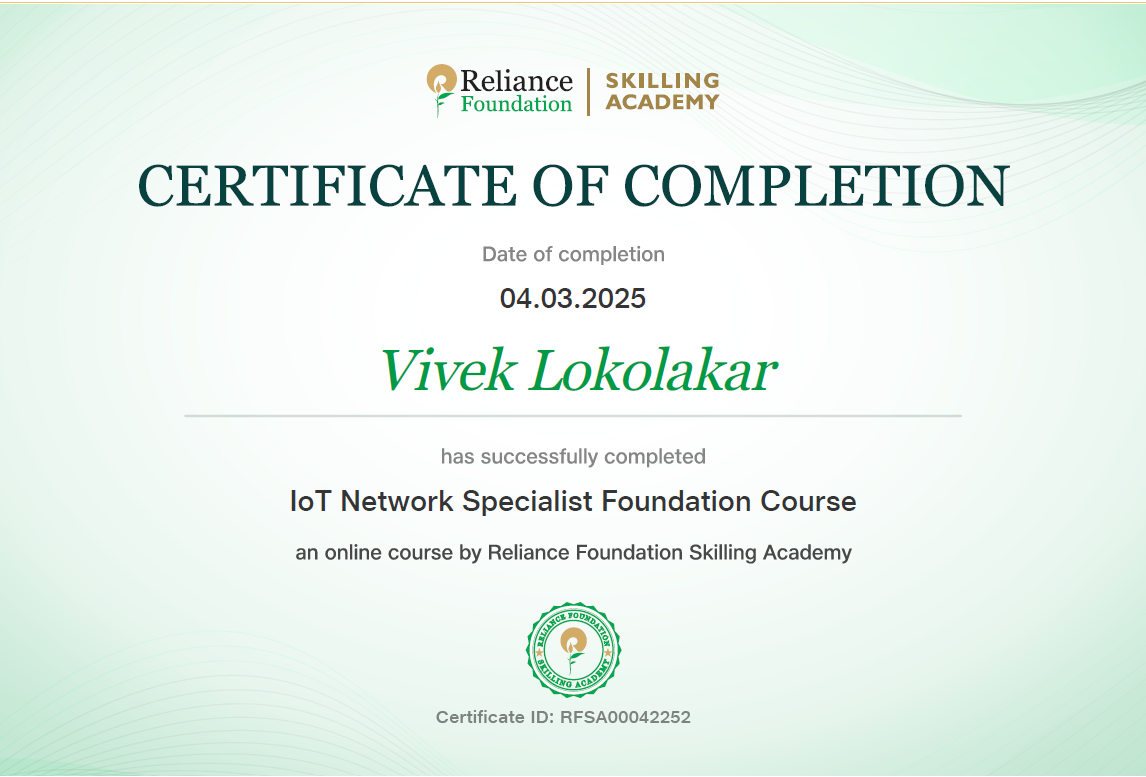 Reliance
Foundation
SKILLING
ACADEMY
CERTIFICATE OF COMPLETION
Date of completion
04.03.2025
Vivek Lokolakar
has successfully completed
IoT Network Specialist Foundation Course
an online course by Reliance Foundation Skilling Academy
RELIANCE FOUNDATION
SKILLING ACADEMY
Certificate ID: RFSA00042252